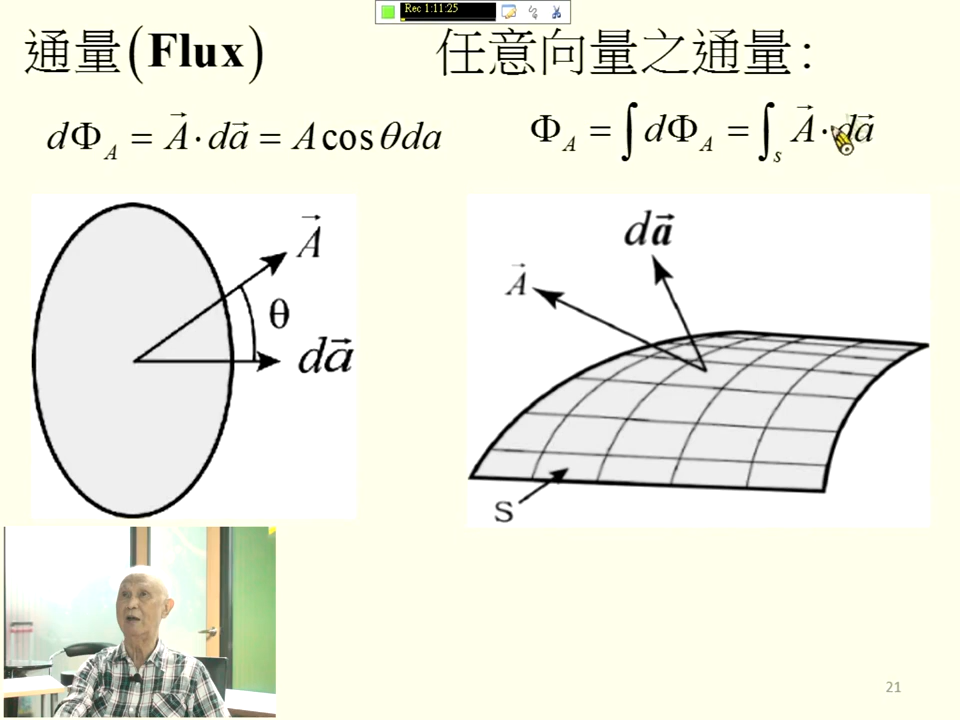 Rec 1:11:25
通量(Flux)
任意向量之通量:
dΦ_A = A⃗·da⃗ = A cos θda
Φ_A = ∫dΦ_A = ∫_s A⃗·da⃗
A⃗
θ
da⃗
da⃗
A⃗
S
21